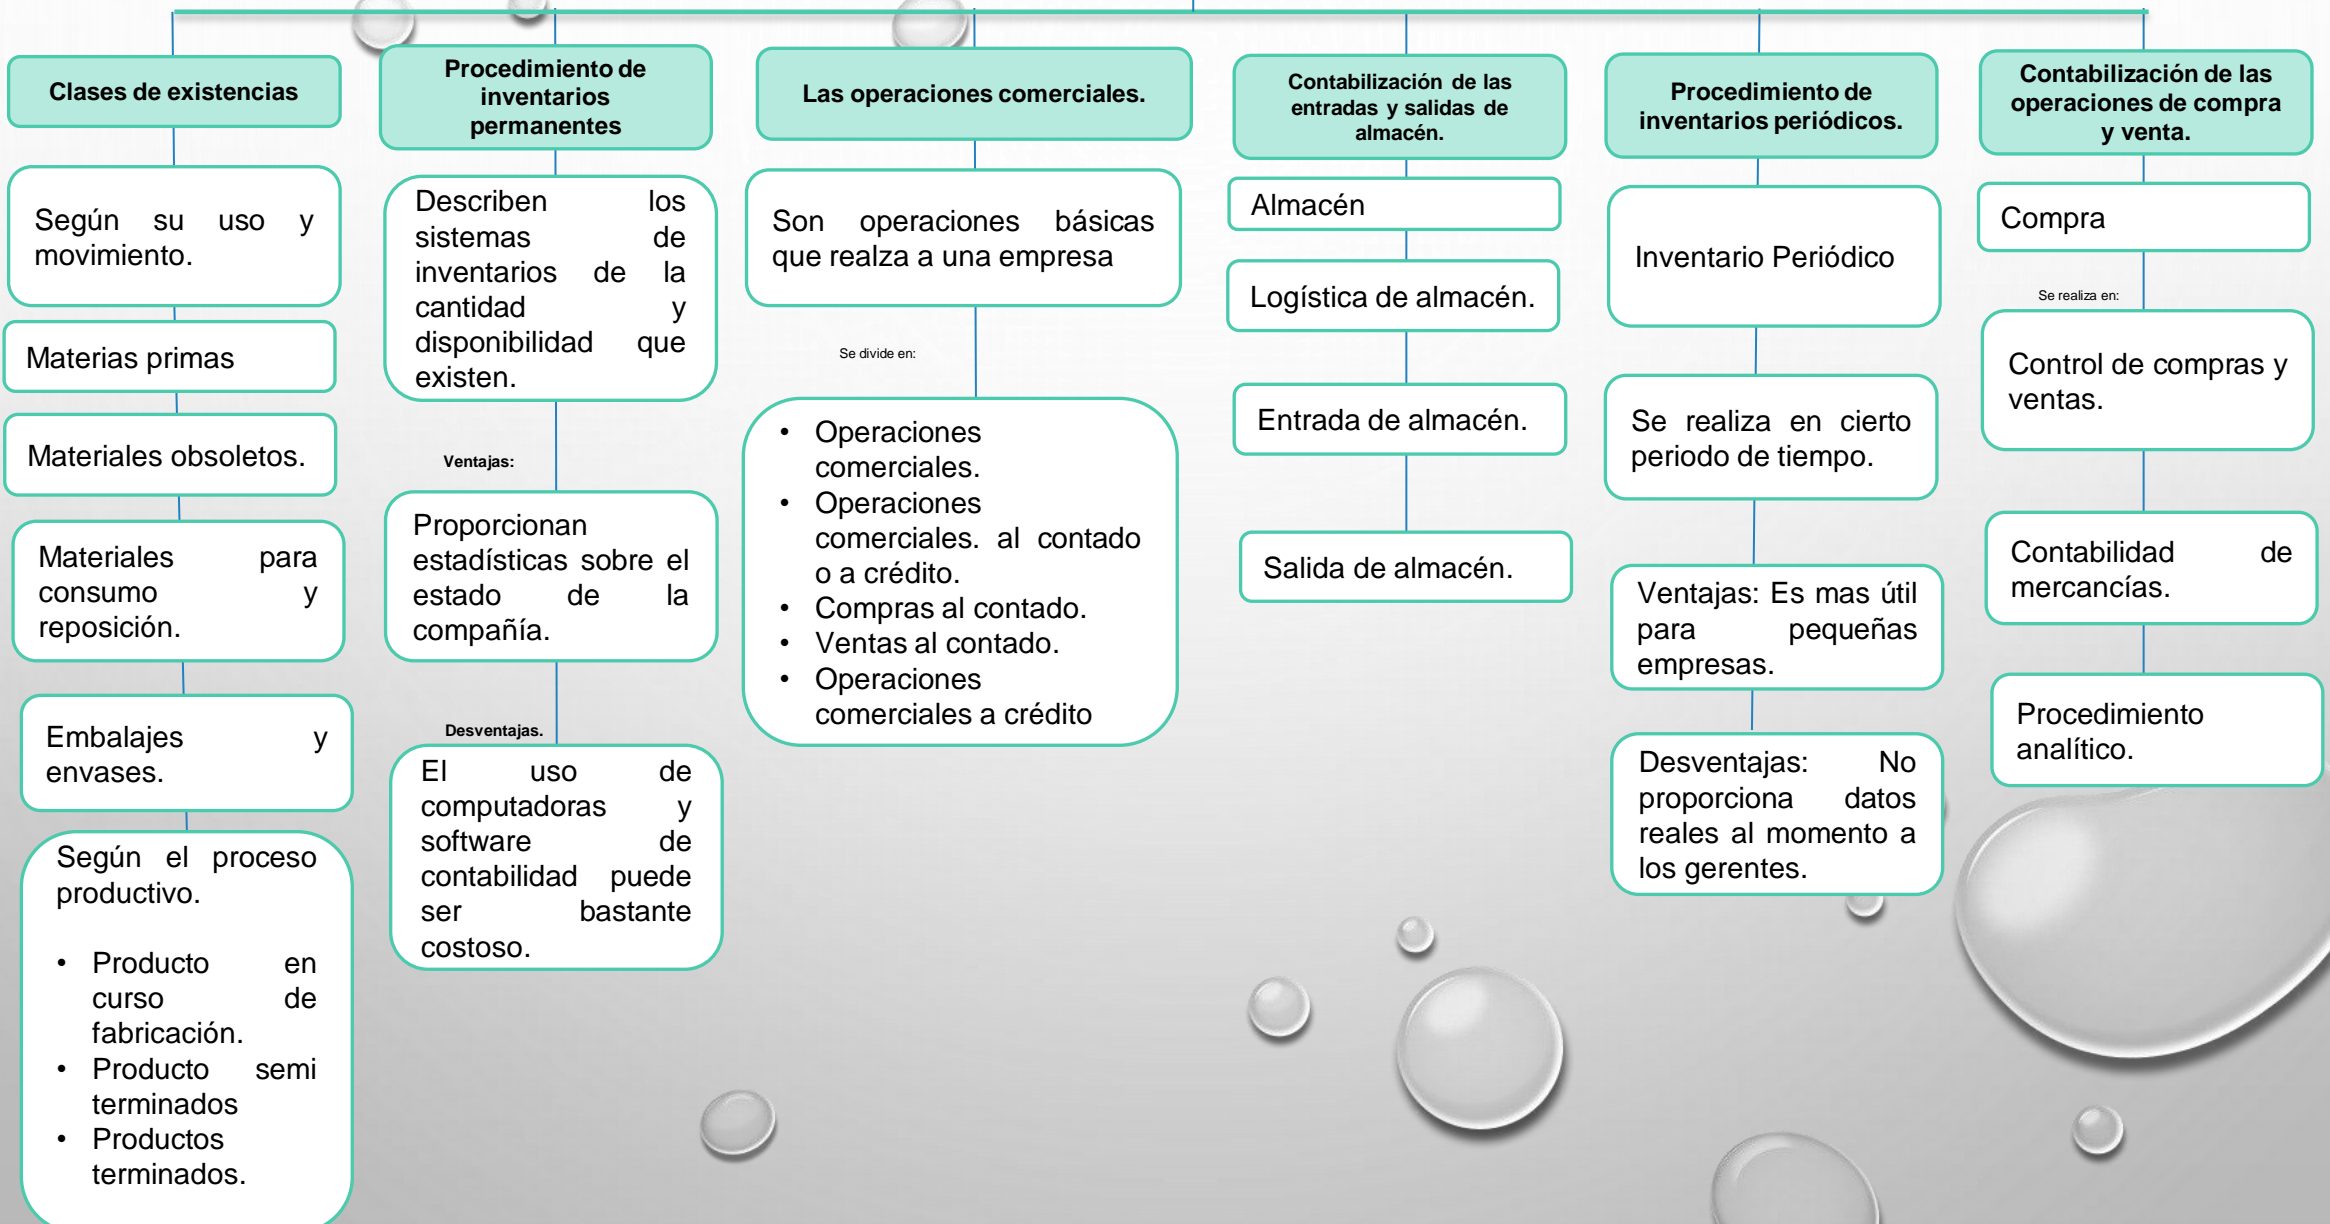 Clases de existencias
Según su uso y
movimiento.
Materias primas
Materiales obsoletos.
Materiales para
consumo y
reposición.
Embalajes y
envases.
Según el proceso
productivo.
• Producto en
curso de
fabricación.
• Producto semi
terminados
• Productos
terminados.
Procedimiento de
inventarios
permanentes
Describen los
sistemas de
inventarios de la
cantidad y
disponibilidad que
existen.
Ventajas:
Proporcionan
estadísticas sobre el
estado de la
compañía.
Desventajas.
El uso de
computadoras y
software de
contabilidad puede
ser bastante
costoso.
Las operaciones comerciales.
Son operaciones básicas
que realza a una empresa
Se divide en:
• Operaciones
comerciales.
• Operaciones
comerciales. al contado
o a crédito.
• Compras al contado.
• Ventas al contado.
• Operaciones
comerciales a crédito
Contabilización de las
entradas y salidas de
almacén.
Almacén
Logística de almacén.
Entrada de almacén.
Salida de almacén.
Procedimiento de
inventarios periódicos.
Inventario Periódico
Se realiza en cierto
periodo de tiempo.
Ventajas: Es mas útil
para pequeñas
empresas.
Desventajas: No
proporciona datos
reales al momento a
los gerentes.
Contabilización de las
operaciones de compra
y venta.
Compra
Se realiza en:
Control de compras y
ventas.
Contabilidad de
mercancías.
Procedimiento
analítico.